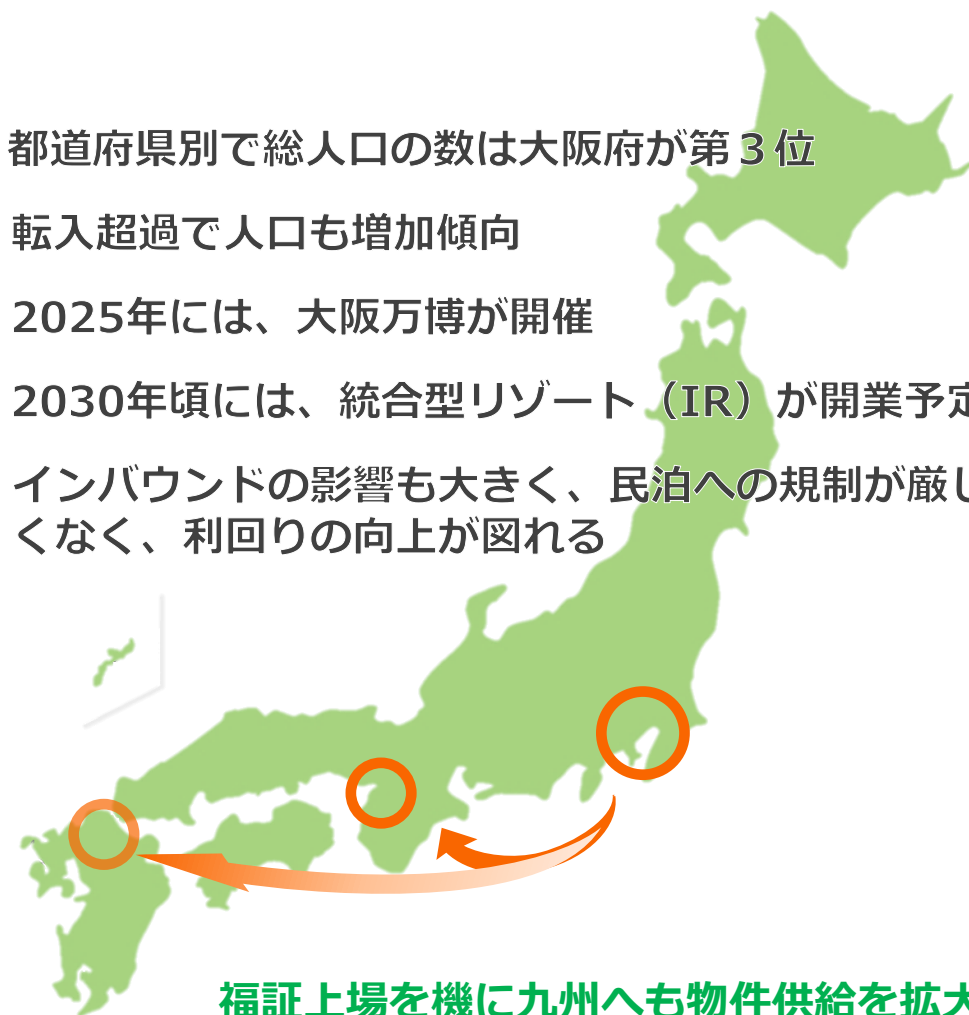 都道府県別で総人口の数は大阪府が第３位
転入超過で人口も増加傾向
2025年には、大阪万博が開催
2030年頃には、統合型リゾート（IR）が開業予定
インバウンドの影響も大きく、民泊への規制が厳し
くなく、利回りの向上が図れる
福証上場を機に九州へも物件供給を拡大